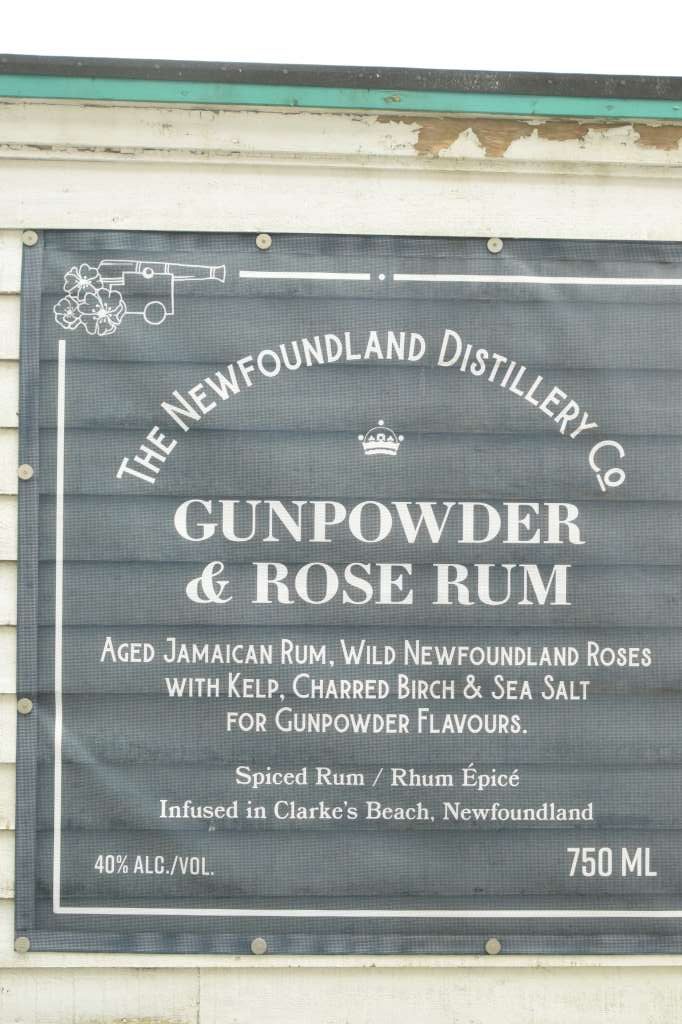 The Newfoundland Distillery Co
GUNPOWDER
& ROSE RUM
Aged Jamaican Rum, Wild Newfoundland Roses
with Kelp, Charred Birch & Sea Salt
for Gunpowder Flavours.
Spiced Rum / Rhum Épicé
Infused in Clarke's Beach, Newfoundland
40% ALC./VOL.
750 ML